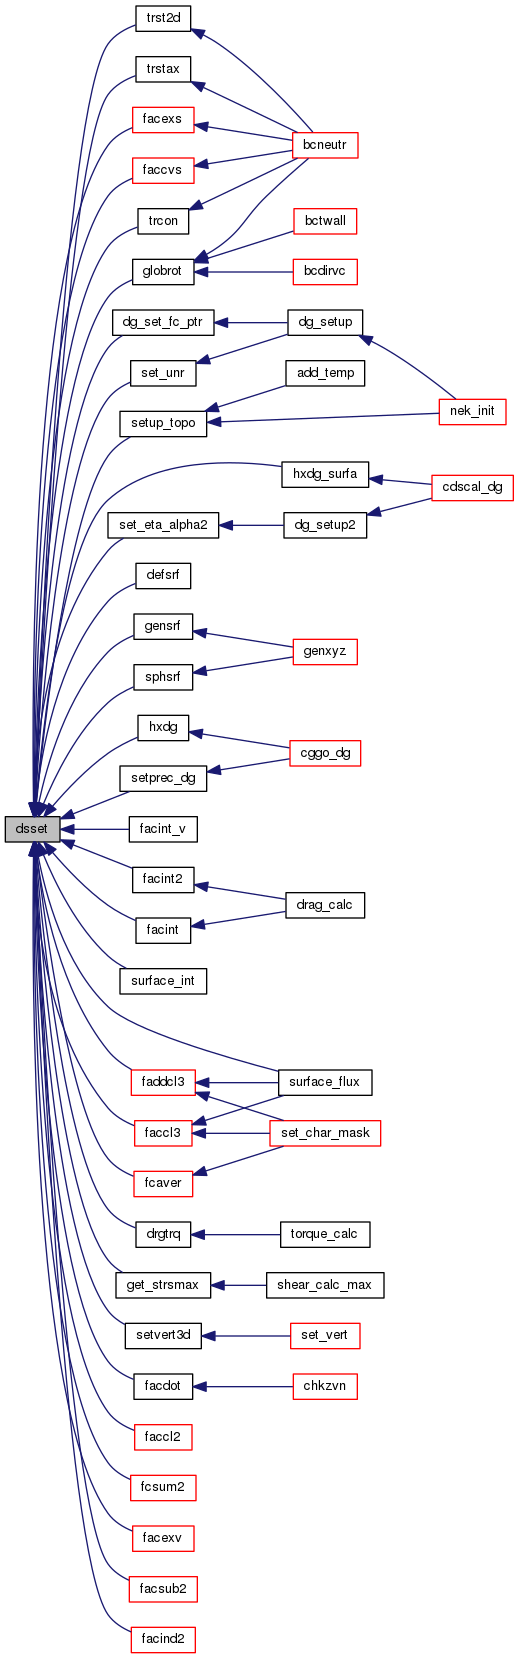 trst2d
trstax
facexs
bcneutr
faccvs
trcon
bctwall
globrot
bcdirvc
dg_set_fc_ptr
dg_setup
set_unr
add_temp
setup_topo
nek_init
hxdg_surfa
cdscal_dg
set_eta_alpha2
dg_setup2
defsrf
gensrf
genxyz
sphsrf
hxdg
cggo_dg
setprec_dg
dsset
facint_v
facint2
drag_calc
facint
surface_int
faddcl3
surface_flux
faccl3
set_char_mask
fcaver
drgtrq
torque_calc
get_strsmax
shear_calc_max
setvert3d
set_vert
facdot
chkzvn
faccl2
fcsum2
facexv
facsub2
facind2